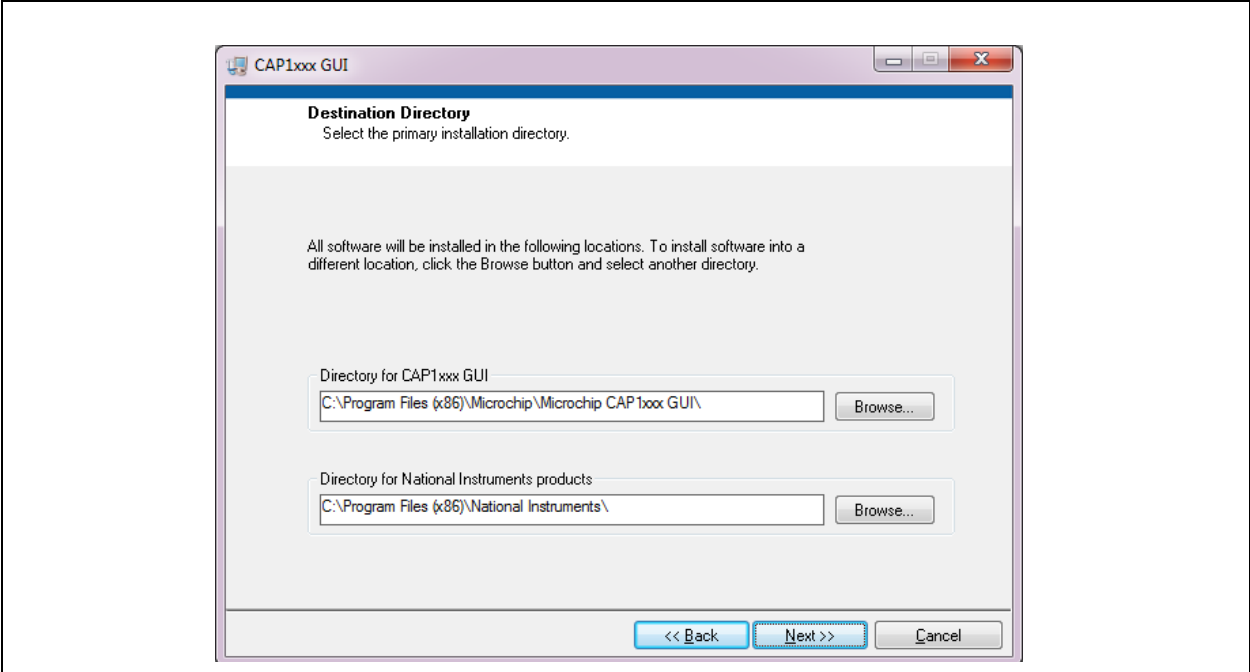 CAP1xxx GUI
Destination Directory
Select the primary installation directory.
All software will be installed in the following locations. To install software into a
different location, click the Browse button and select another directory.
Directory for CAP1xxx GUI
C:\Program Files (x86)\Microchip\Microchip CAP1xxx GUI\
Browse...
Directory for National Instruments products
C:\Program Files (x86)\National Instruments\
Browse...
<< Back
Next >>
Cancel